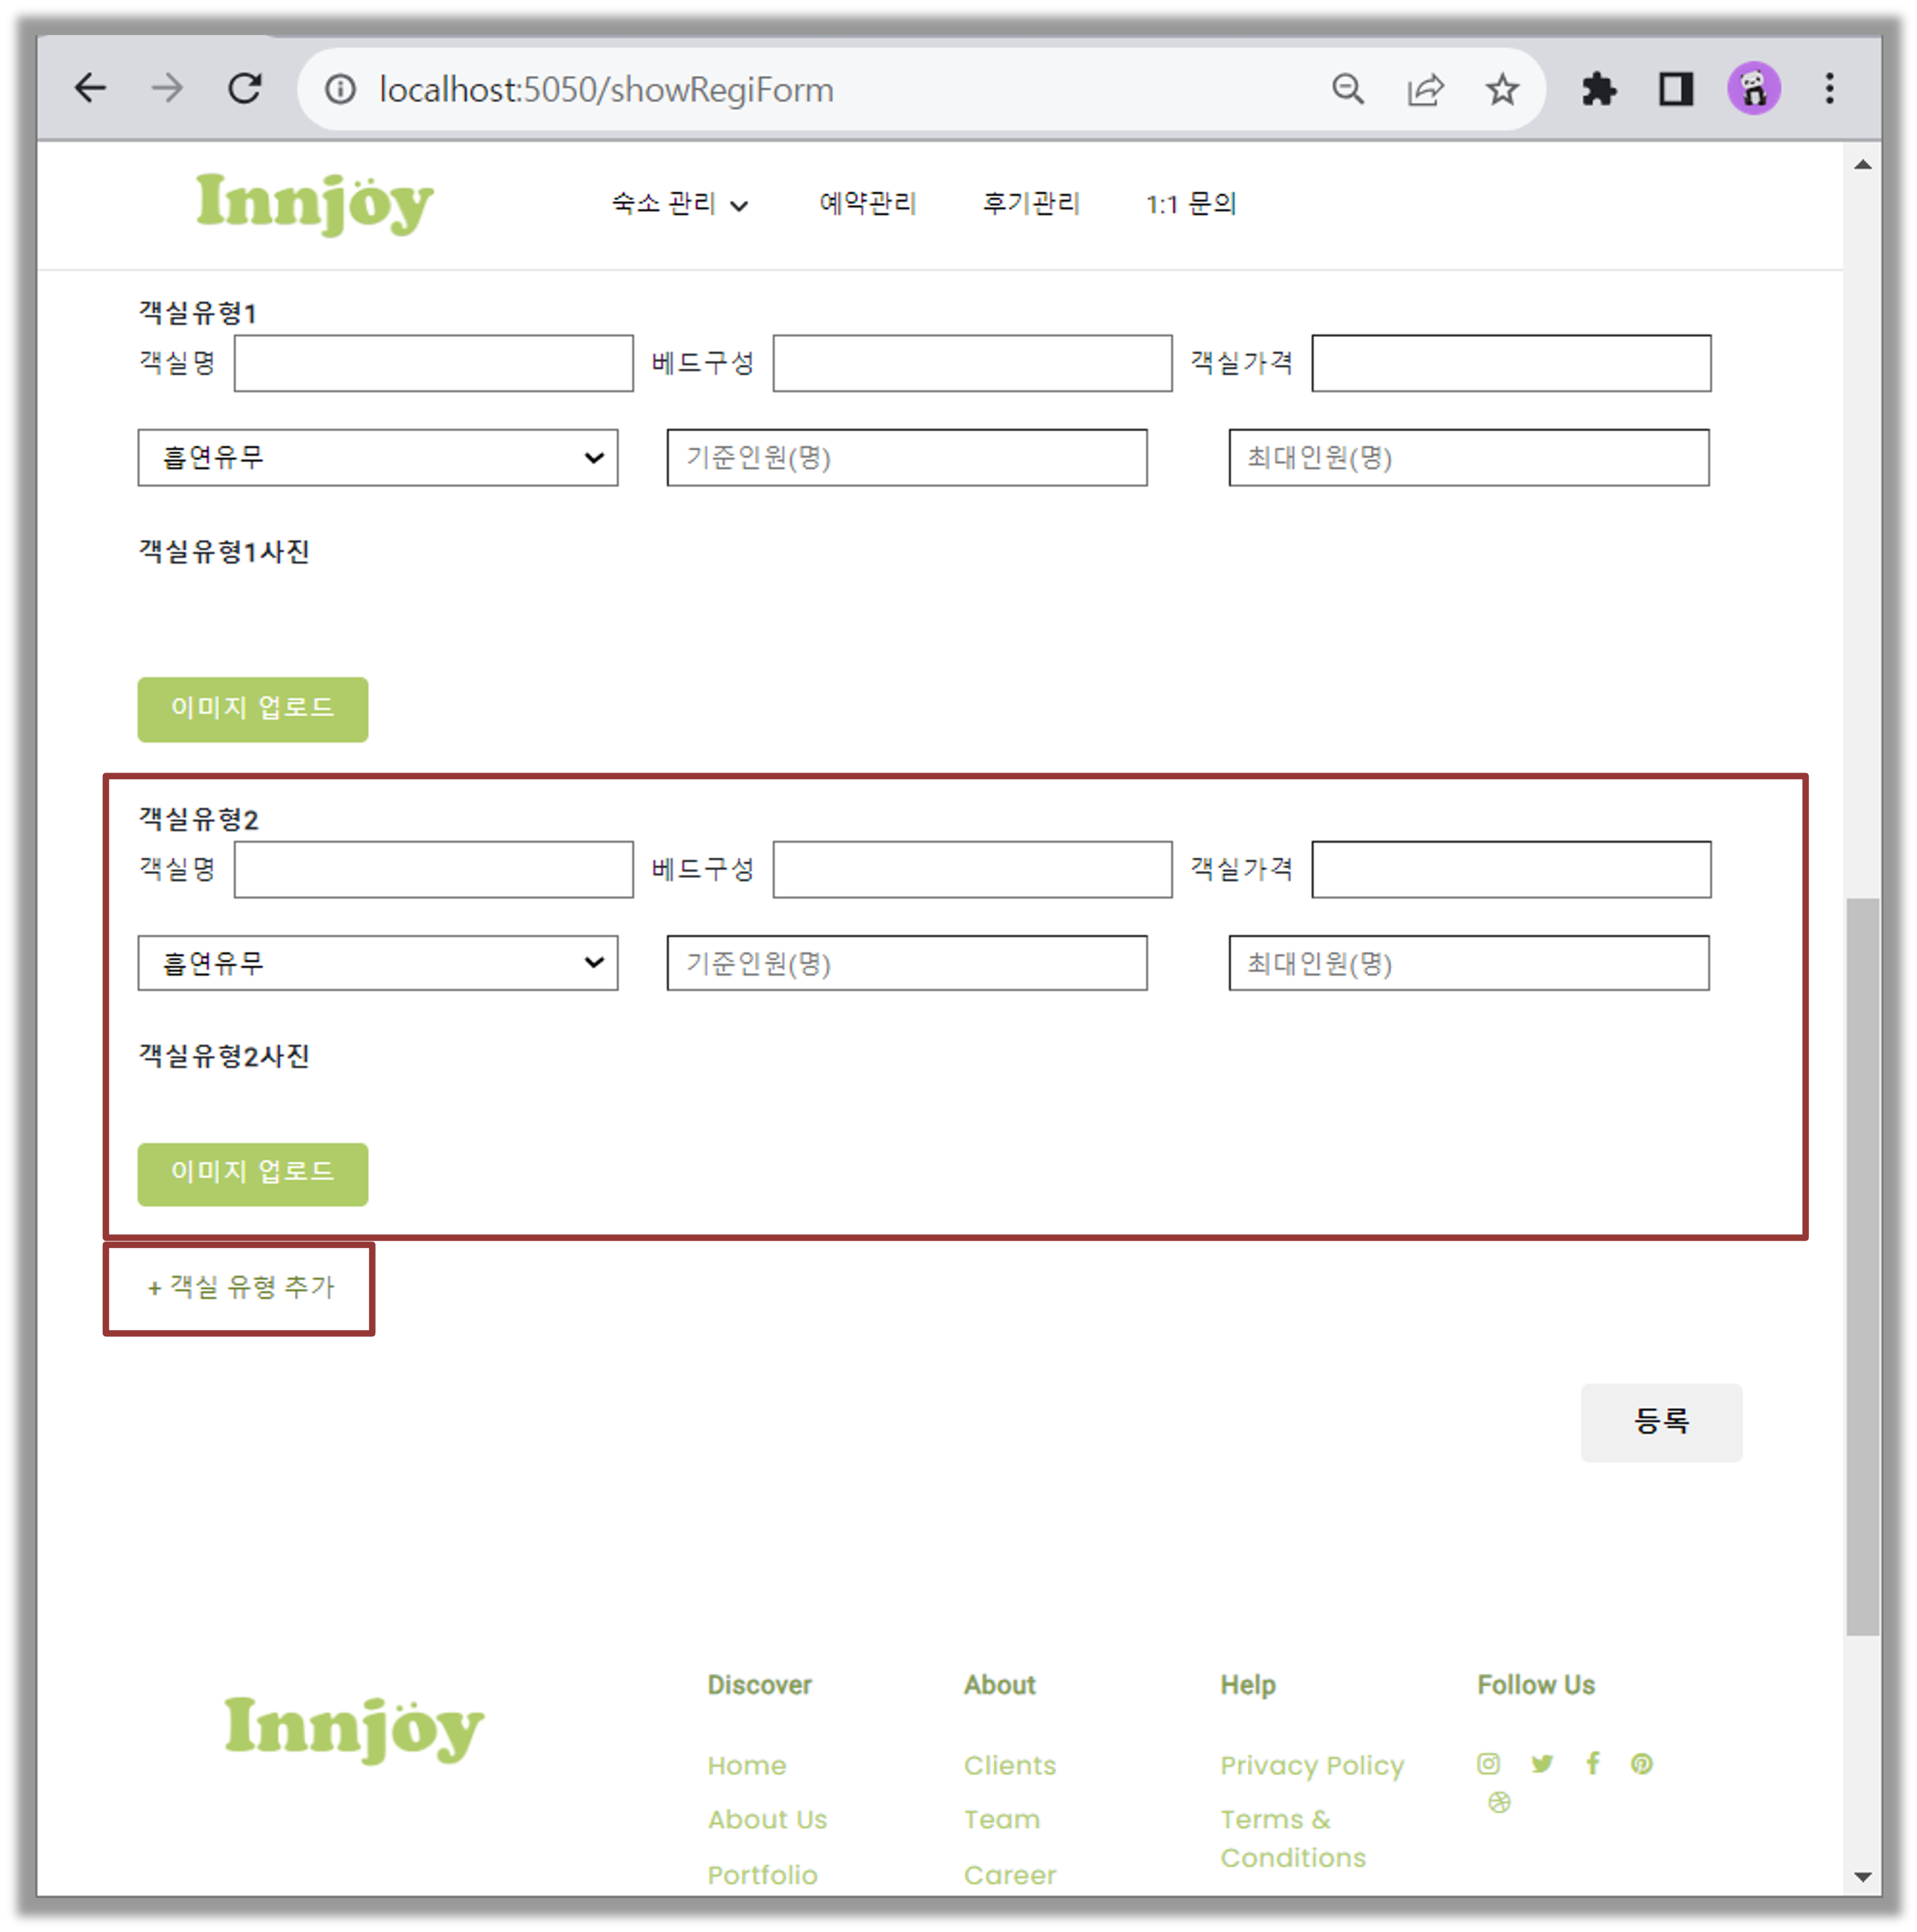 localhost:5050/showRegiForm
Innjoy 숙소 관리 예약관리 후기관리 1:1 문의
객실유형1
객실명 베드구성 객실가격
흡연유무 기준인원(명) 최대인원(명)
객실유형1사진
이미지 업로드
객실유형2
객실명 베드구성 객실가격
흡연유무 기준인원(명) 최대인원(명)
객실유형2사진
이미지 업로드
+ 객실 유형 추가
등록
Innjöy
Discover About Help Follow Us
Home Clients Privacy Policy
About Us Team Terms &
Conditions
Portfolio Career